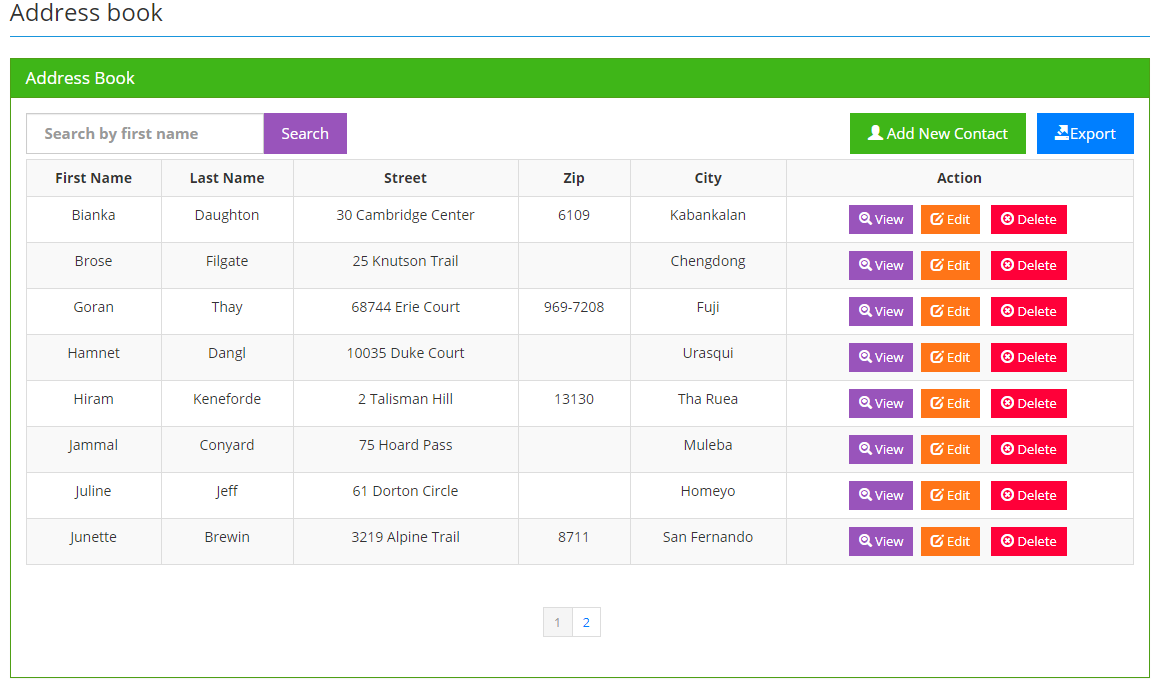 Address book
Address Book
Search by first name Search Add New Contact Export
First Name Last Name Street Zip City Action
Bianka Daughton 30 Cambridge Center 6109 Kabankalan View Edit Delete
Brose Filgate 25 Knutson Trail Chengdong View Edit Delete
Goran Thay 68744 Erie Court 969-7208 Fuji View Edit Delete
Hamnet Dangl 10035 Duke Court Urasqui View Edit Delete
Hiram Keneforde 2 Talisman Hill 13130 Tha Ruea View Edit Delete
Jammal Conyard 75 Hoard Pass Muleba View Edit Delete
Juline Jeff 61 Dorton Circle Homeyo View Edit Delete
Junette Brewin 3219 Alpine Trail 8711 San Fernando View Edit Delete
1 2